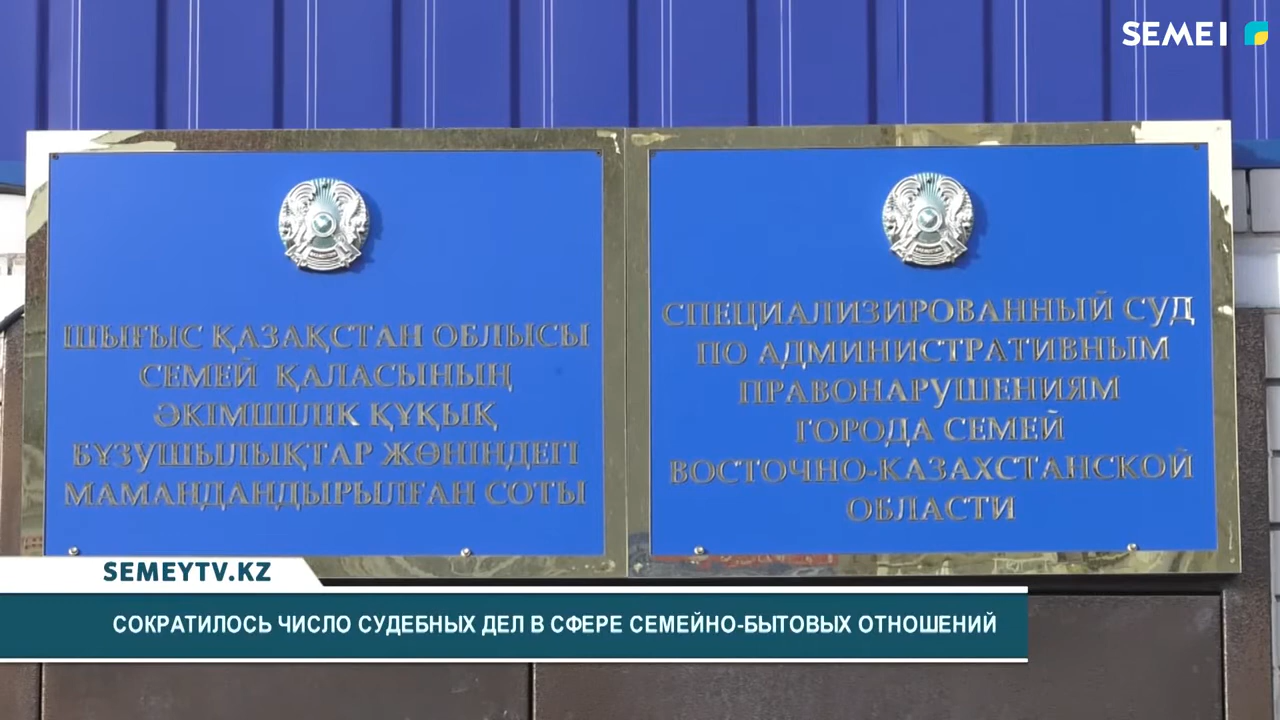 SEMEI
ШЫҒЫС ҚАЗАҚСТАН ОБЛЫСЫ
СЕМЕЙ ҚАЛАСЫНЫҢ
ӘКІМШІЛІК ҚҰҚЫҚ
БҰЗУШЫЛЫҚТАР ЖӨНІНДЕГІ
МАМАНДАНДЫРЫЛҒАН СОТЫ
СПЕЦИАЛИЗИРОВАННЫЙ СУД
ПО АДМИНИСТРАТИВНЫМ
ПРАВОНАРУШЕНИЯМ
ГОРОДА СЕМЕЙ
ВОСТОЧНО-КАЗАХСТАНСКОЙ
ОБЛАСТИ
SEMEYTV.KZ
СОКРАТИЛОСЬ ЧИСЛО СУДЕБНЫХ ДЕЛ В СФЕРЕ СЕМЕЙНО-БЫТОВЫХ ОТНОШЕНИЙ